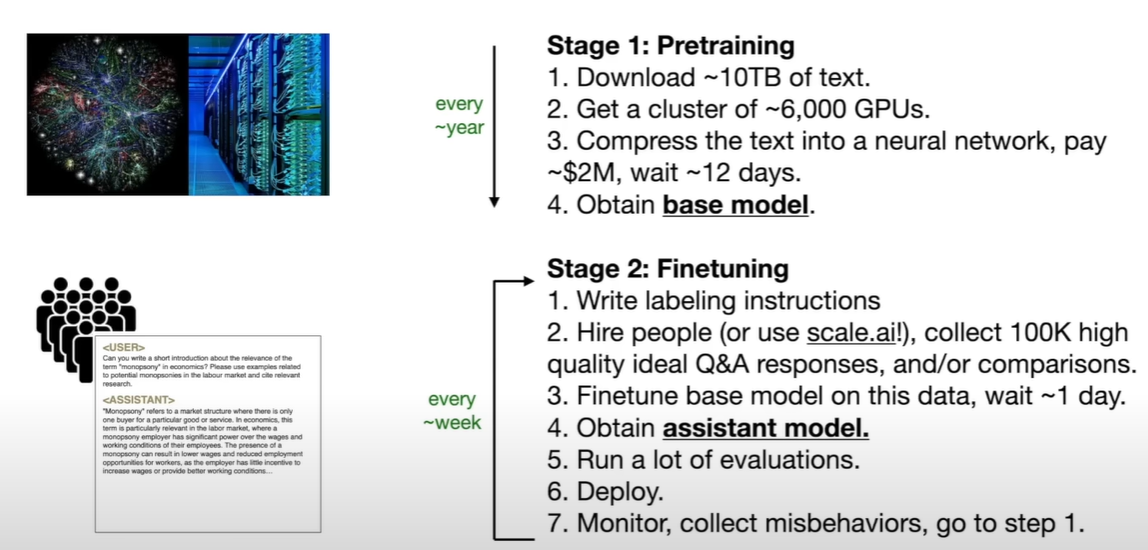 every
~year
Stage 1: Pretraining
1. Download ~10TB of text.
2. Get a cluster of ~6,000 GPUs.
3. Compress the text into a neural network, pay
~$2M, wait ~12 days.
4. Obtain base model.
<USER>
Can you write a short introduction about the relevance of the
term "monopsony" in economics? Please use examples related
to potential monopsonies in the labour market and cite relevant
research.
<ASSISTANT>
"Monopsony" refers to a market structure where there is only
one buyer for a particular good or service. In economics, this
term is particularly relevant in the labor market, where a
monopsony employer has significant power over the wages and
working conditions of their employees. The presence of a
monopsony can result in lower wages and reduced employment
opportunities for workers, as the employer has little incentive to
increase wages or provide better working conditions...
every
~week
Stage 2: Finetuning
1. Write labeling instructions
2. Hire people (or use scale.ai!), collect 100K high
quality ideal Q&A responses, and/or comparisons.
3. Finetune base model on this data, wait ~1 day.
4. Obtain assistant model.
5. Run a lot of evaluations.
6. Deploy.
7. Monitor, collect misbehaviors, go to step 1.